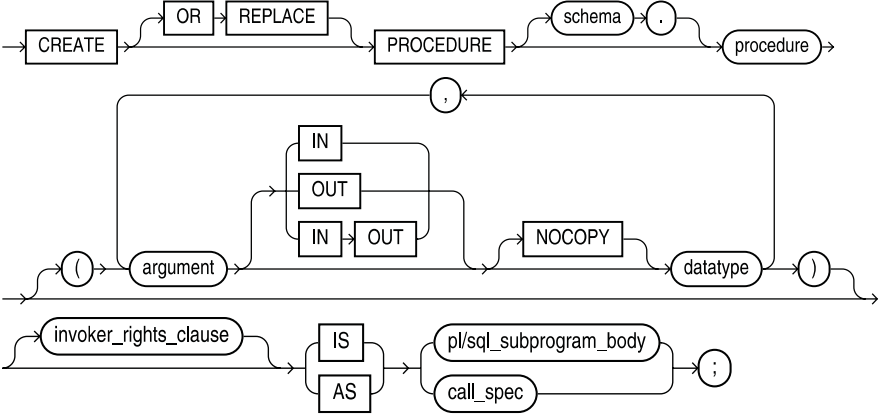 OR REPLACE schema .
CREATE PROCEDURE procedure
,
IN
OUT
IN OUT NOCOPY
( argument datatype )
invoker_rights_clause IS pl/sql_subprogram_body
AS call_spec ;